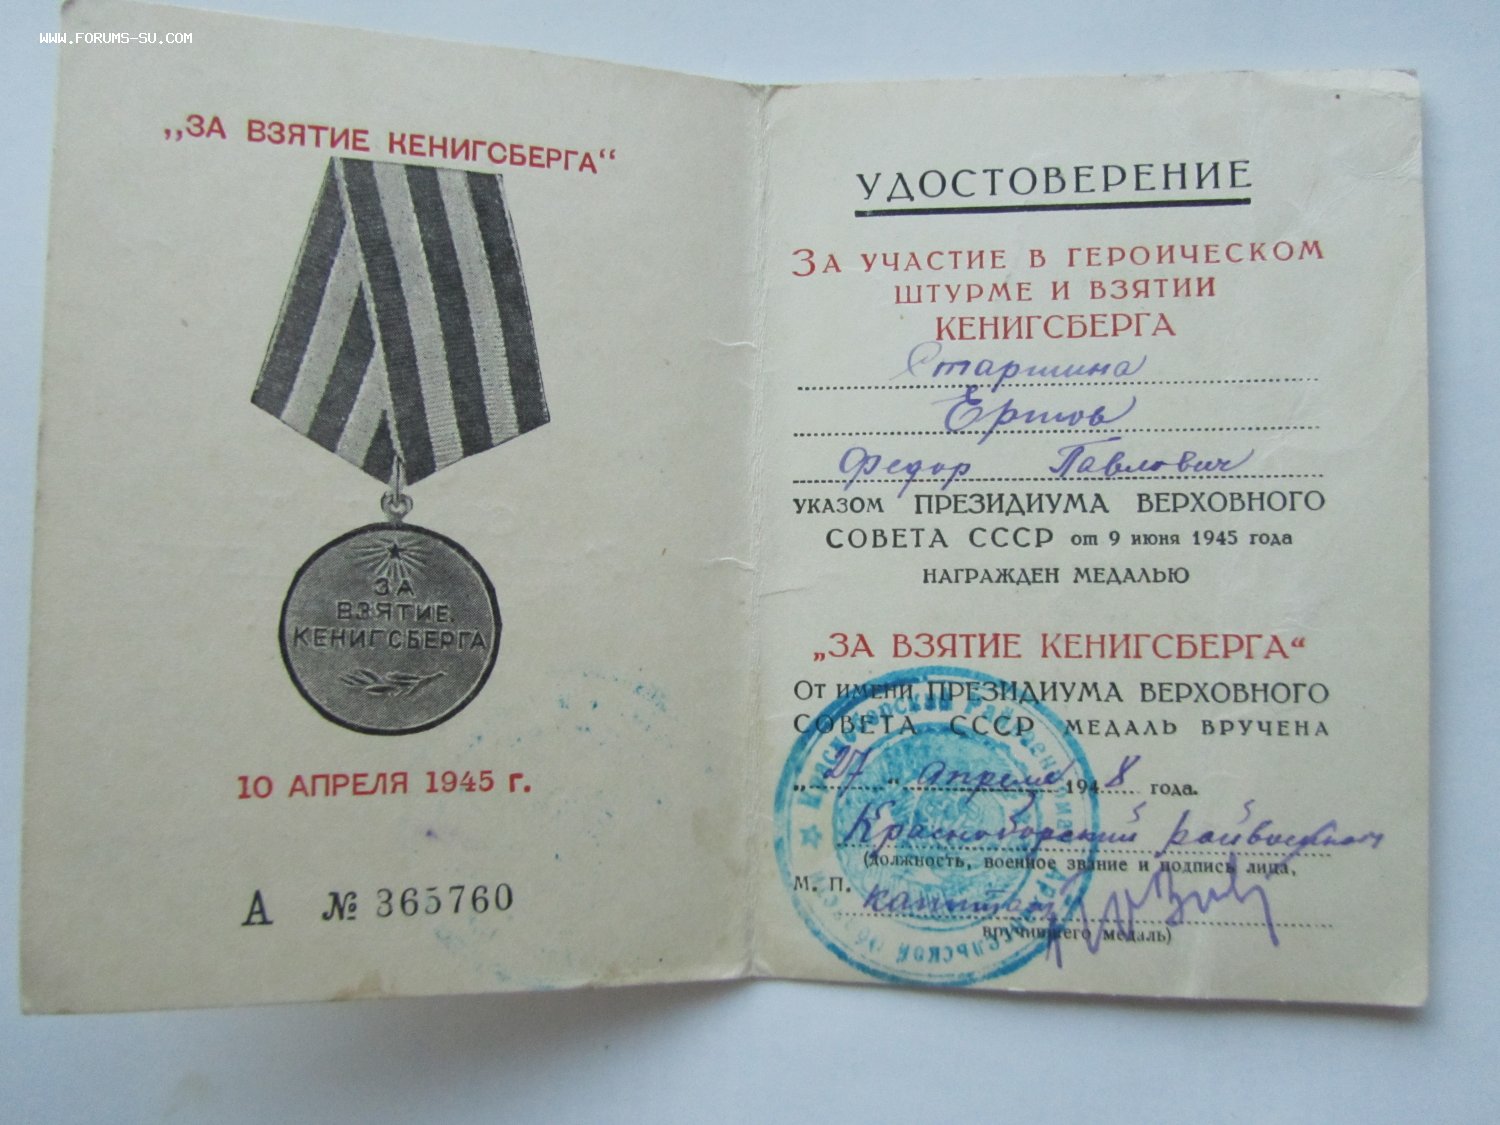 WWW.FORUMS-SU.COM
„ЗА ВЗЯТИЕ КЕНИГСБЕРГА“
ЗА
ВЗЯТИЕ
КЕНИГСБЕРГА
10 АПРЕЛЯ 1945 г.
А № 365760
УДОСТОВЕРЕНИЕ
ЗА УЧАСТИЕ В ГЕРОИЧЕСКОМ
ШТУРМЕ И ВЗЯТИИ
КЕНИГСБЕРГА
Старшина
Ершов
Федор Павлович
УКАЗОМ ПРЕЗИДИУМА ВЕРХОВНОГО
СОВЕТА СССР от 9 июня 1945 года
НАГРАЖДЕН МЕДАЛЬЮ
„ЗА ВЗЯТИЕ КЕНИГСБЕРГА“
ОТ ИМЕНИ ПРЕЗИДИУМА ВЕРХОВНОГО
СОВЕТА СССР МЕДАЛЬ ВРУЧЕНА
„27“ апреля 1948 года.
Красноборский райвоенком
(должность, военное звание и подпись лица,
М. П. капитан
вручившего медаль)